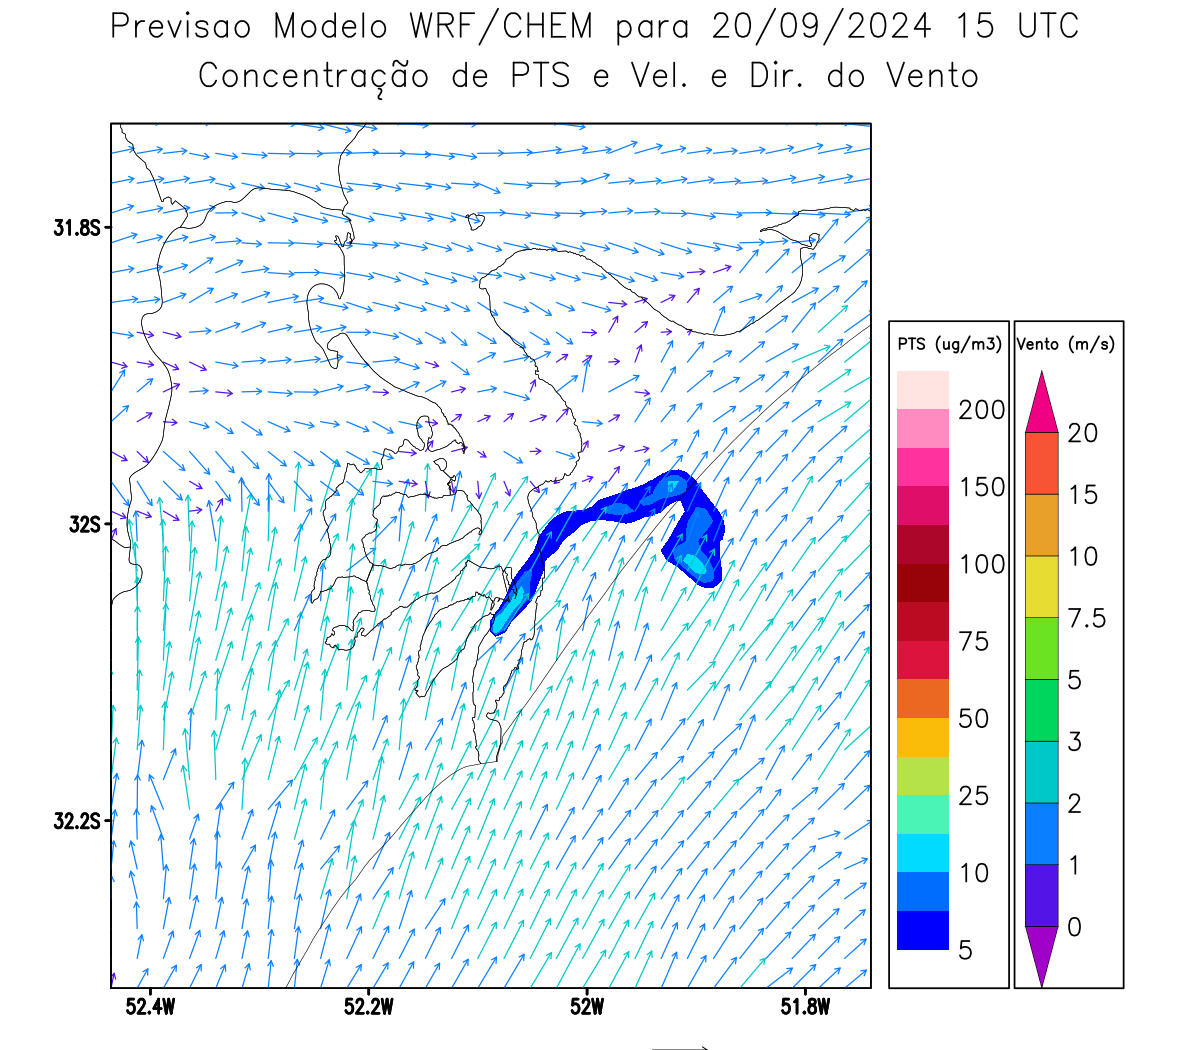 Previsao Modelo WRF/CHEM para 20/09/2024 15 UTC
Concentração de PTS e Vel. e Dir. do Vento
31.8S
32S
32.2S
52.4W
52.2W
52W
51.8W
PTS (ug/m3)
200
150
100
75
50
25
10
5
Vento (m/s)
20
15
10
7.5
5
3
2
1
0